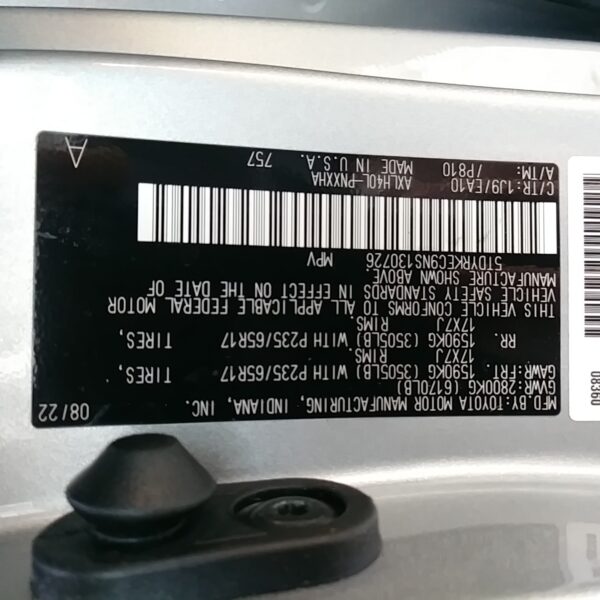 MFD.BY:TOYOTA MOTOR MANUFACTURING, INDIANA, INC. 08/22
GVWR: 2800KG (6170LB)
GAWR:FRT. 1590KG (3505LB) WITH P235/65R17 TIRES,
17X7J RIMS
RR. 1590KG (3505LB) WITH P235/65R17 TIRES,
17X7J RIMS
THIS VEHICLE CONFORMS TO ALL APPLICABLE FEDERAL MOTOR
VEHICLE SAFETY STANDARDS IN EFFECT ON THE DATE OF
MANUFACTURE SHOWN ABOVE.
5TDYRKEC9NS130726 MPV
C/TR:1J9/EA10 AXLH40L-PNXXHA
A/TM: /P810 MADE IN U.S.A. 757
A
08360